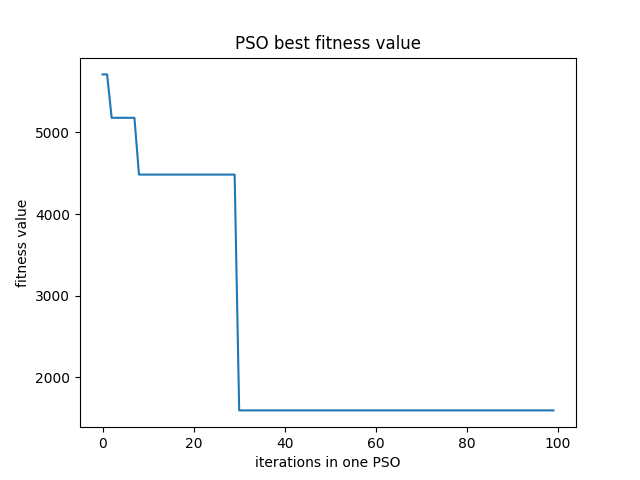 PSO best fitness value
fitness value
5000
4000
3000
2000
0 20 40 60 80 100
iterations in one PSO